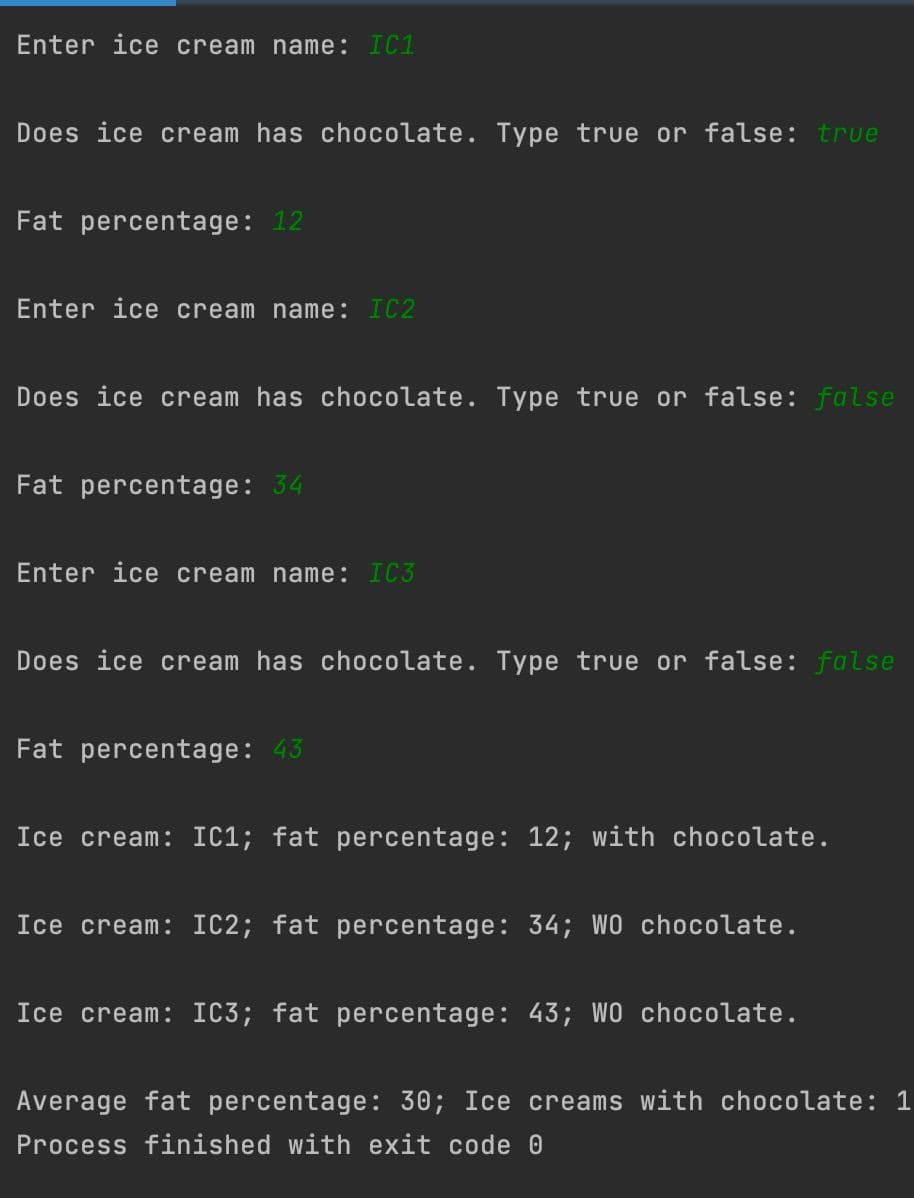 Enter ice cream name: IC1
Does ice cream has chocolate. Type true or false: true
Fat percentage: 12
Enter ice cream name: IC2
Does ice cream has chocolate. Type true or false: false
Fat percentage: 34
Enter ice cream name: IC3
Does ice cream has chocolate. Type true or false: false
Fat percentage: 43
Ice cream: IC1; fat percentage: 12; with chocolate.
Ice cream: IC2; fat percentage: 34; WO chocolate.
Ice cream: IC3; fat percentage: 43; WO chocolate.
Average fat percentage: 30; Ice creams with chocolate: 1
Process finished with exit code 0